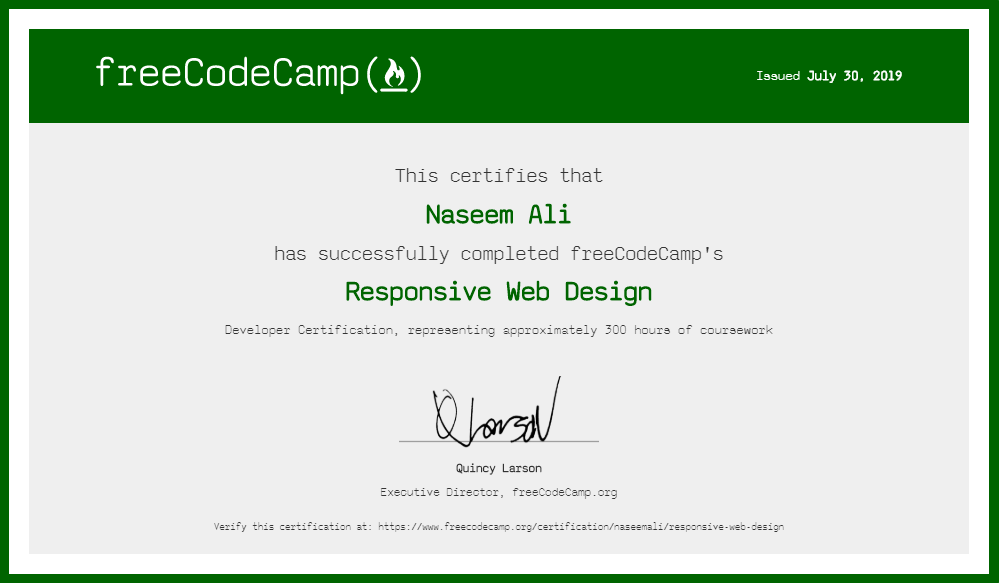 freeCodeCamp(🔥)
Issued July 30, 2019
This certifies that
Naseem Ali
has successfully completed freeCodeCamp's
Responsive Web Design
Developer Certification, representing approximately 300 hours of coursework
Q Larson
Quincy Larson
Executive Director, freeCodeCamp.org
Verify this certification at: https://www.freecodecamp.org/certification/naseemali/responsive-web-design